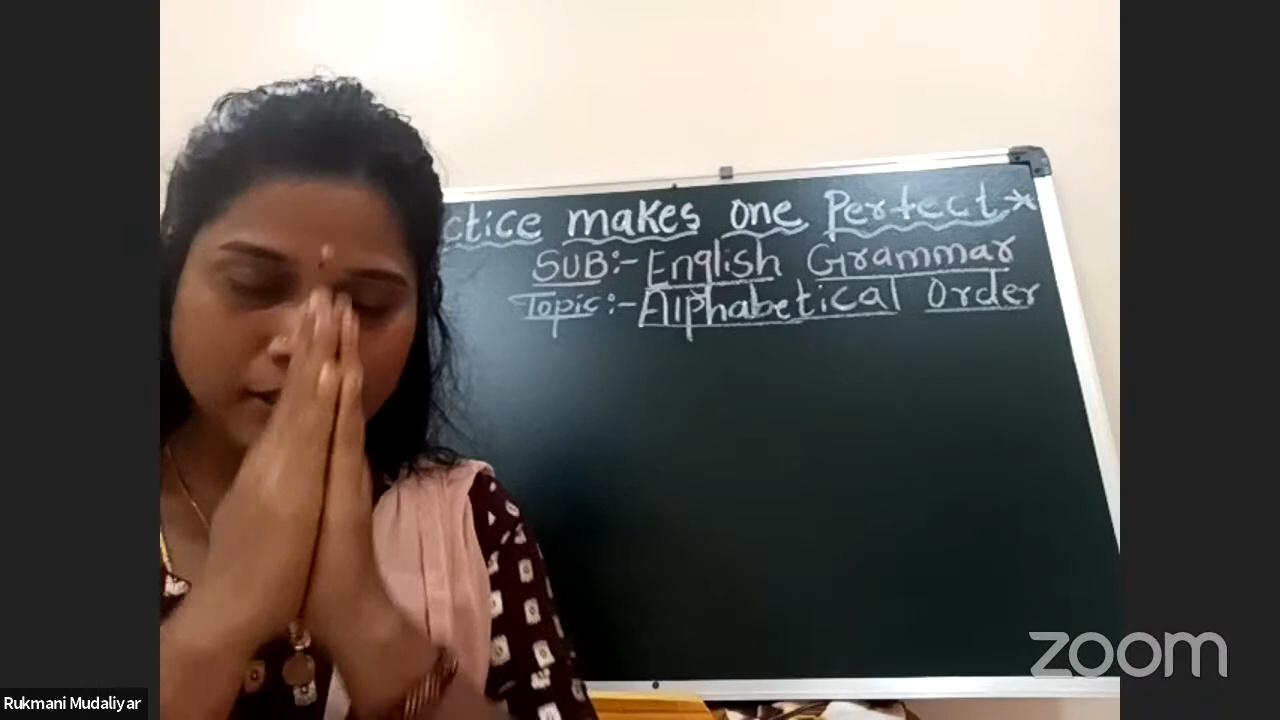 ctice makes one Perfect*
SUB:- English Grammar
Topic:- Alphabetical Order
zoom
Rukmani Mudaliyar